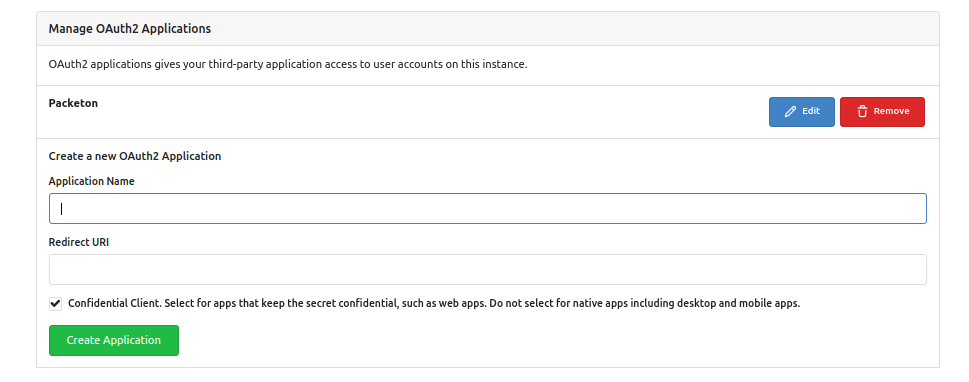 Manage OAuth2 Applications
OAuth2 applications gives your third-party application access to user accounts on this instance.
Packeton
Edit
Remove
Create a new OAuth2 Application
Application Name
Redirect URI
Confidential Client. Select for apps that keep the secret confidential, such as web apps. Do not select for native apps including desktop and mobile apps.
Create Application